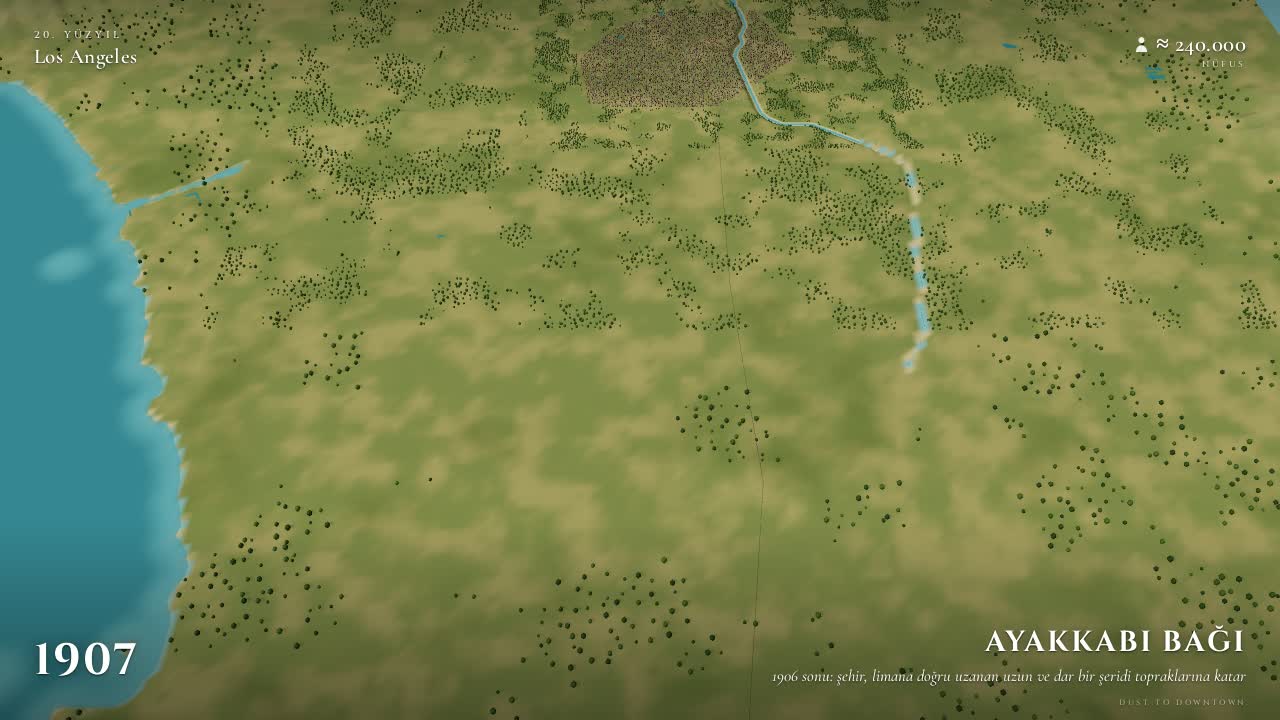 20. YÜZYIL
Los Angeles
≈ 240.000
NÜFUS
1907
AYAKKABI BAĞI
1906 sonu: şehir, limana doğru uzanan uzun ve dar bir şeridi topraklarına katar
DUST TO DOWNTOWN